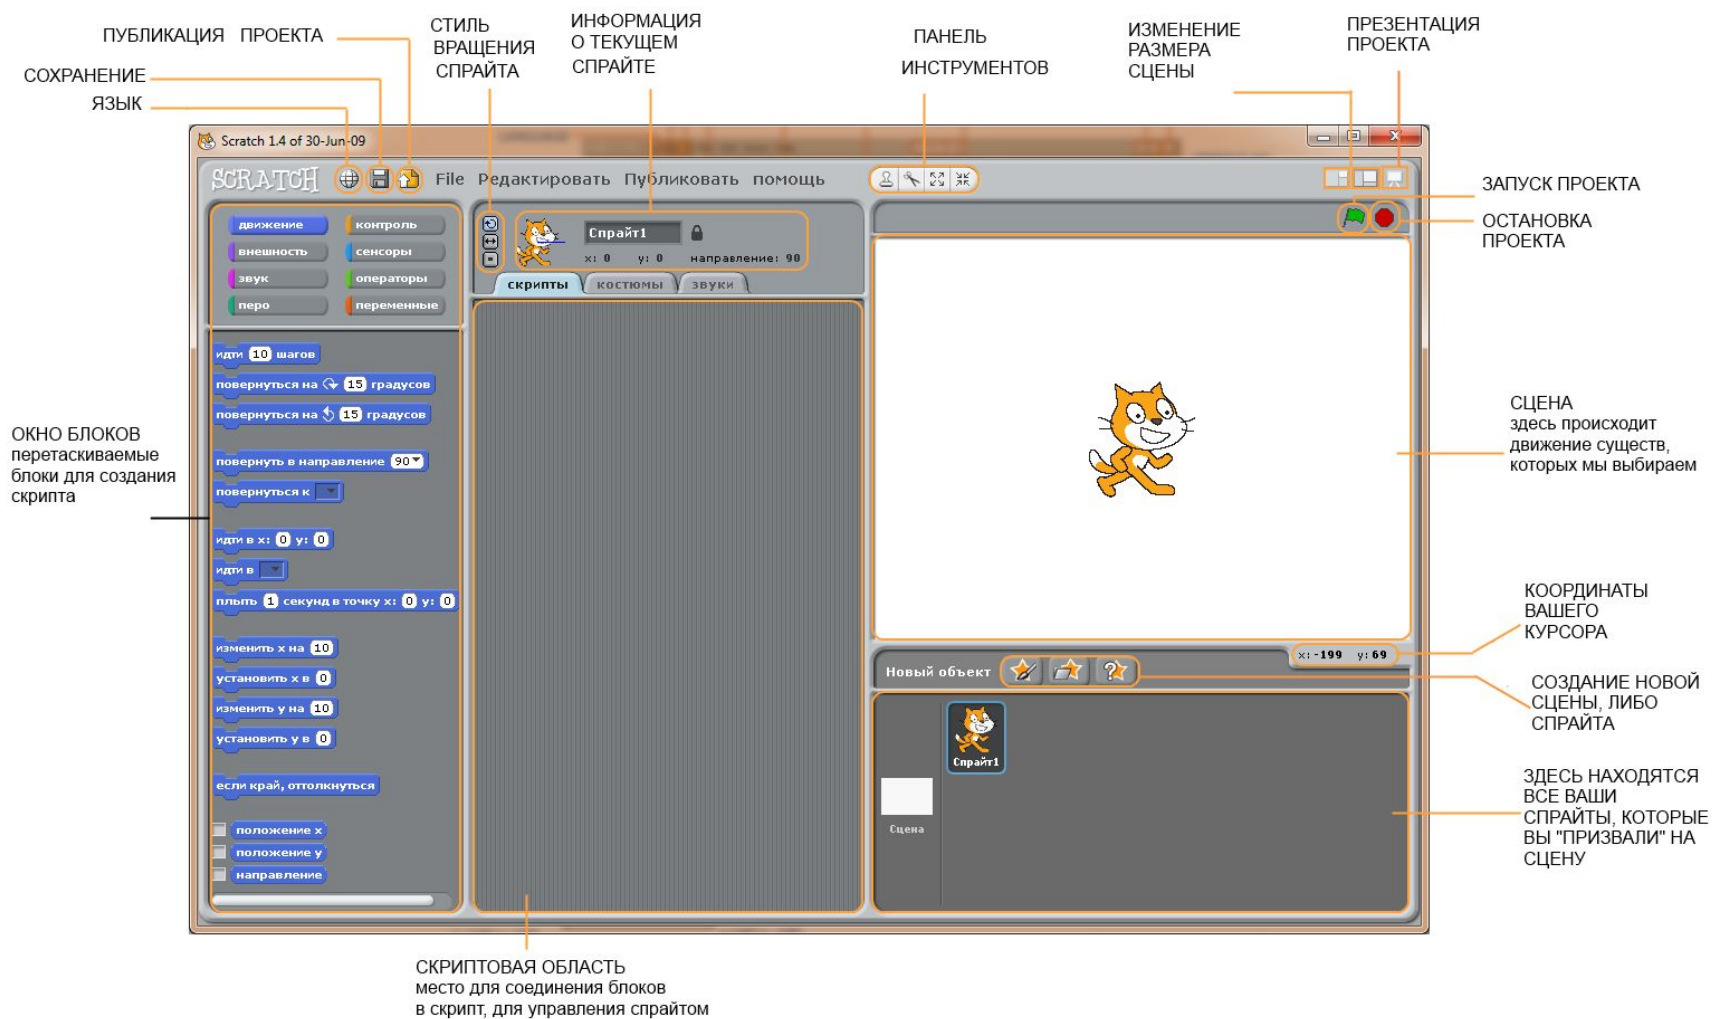 ПУБЛИКАЦИЯ ПРОЕКТА
СОХРАНЕНИЕ
ЯЗЫК
СТИЛЬ
ВРАЩЕНИЯ
СПРАЙТА
ИНФОРМАЦИЯ
О ТЕКУЩЕМ
СПРАЙТЕ
ПАНЕЛЬ
ИНСТРУМЕНТОВ
ИЗМЕНЕНИЕ
РАЗМЕРА
СЦЕНЫ
ПРЕЗЕНТАЦИЯ
ПРОЕКТА
Scratch 1.4 of 30-Jun-09
SCRATCH File Редактировать Публиковать помощь
ЗАПУСК ПРОЕКТА
ОСТАНОВКА
ПРОЕКТА
движение контроль
внешность сенсоры
звук операторы
перо переменные
Спрайт1
x: 0 y: 0 направление: 90
скрипты костюмы звуки
идти 10 шагов
повернуться на 15 градусов
повернуться на 15 градусов
повернуть в направление 90
повернуться к
идти в x: 0 y: 0
идти в
плыть 1 секунд в точку x: 0 y: 0
изменить x на 10
установить x в 0
изменить y на 10
установить y в 0
если край, оттолкнуться
положение x
положение y
направление
ОКНО БЛОКОВ
перетаскиваемые
блоки для создания
скрипта
СЦЕНА
здесь происходит
движение существ,
которых мы выбираем
x: -199 y: 69
КООРДИНАТЫ
ВАШЕГО
КУРСОРА
Новый объект
СОЗДАНИЕ НОВОЙ
СЦЕНЫ, ЛИБО
СПРАЙТА
Спрайт1
Сцена
ЗДЕСЬ НАХОДЯТСЯ
ВСЕ ВАШИ
СПРАЙТЫ, КОТОРЫЕ
ВЫ "ПРИЗВАЛИ" НА
СЦЕНУ
СКРИПТОВАЯ ОБЛАСТЬ
место для соединения блоков
в скрипт, для управления спрайтом